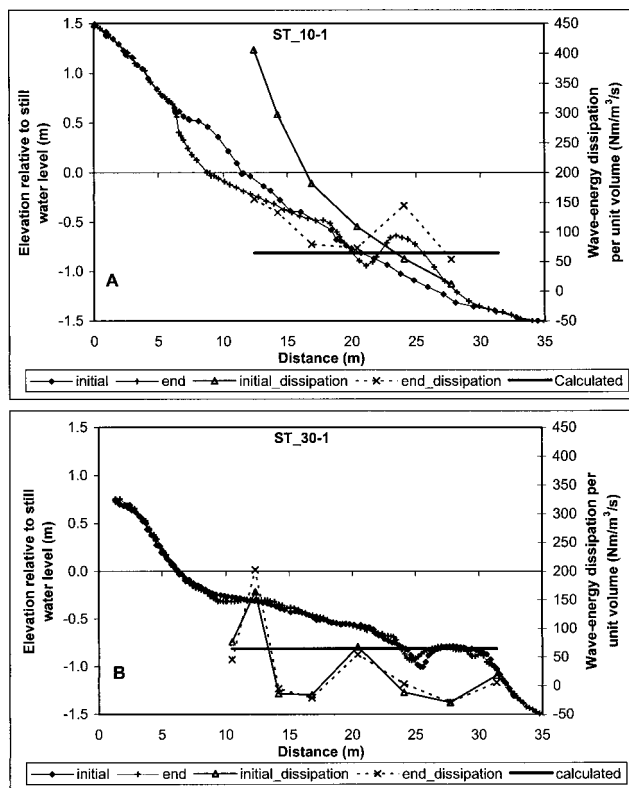 ST_10-1
1.5
1.0
0.5
0.0
-0.5
-1.0
-1.5
Elevation relative to still
water level (m)
450
400
350
300
250
200
150
100
50
0
-50
Wave-energy dissipation
per unit volume (Nm/m³/s)
A
0 5 10 15 20 25 30 35
Distance (m)
initial end initial_dissipation end_dissipation Calculated
ST_30-1
1.5
1.0
0.5
0.0
-0.5
-1.0
-1.5
Elevation relative to still
water level (m)
450
400
350
300
250
200
150
100
50
0
-50
Wave-energy dissipation per
unit volume (Nm/m³/s)
B
0 5 10 15 20 25 30 35
Distance (m)
initial end initial_dissipation end_dissipation calculated